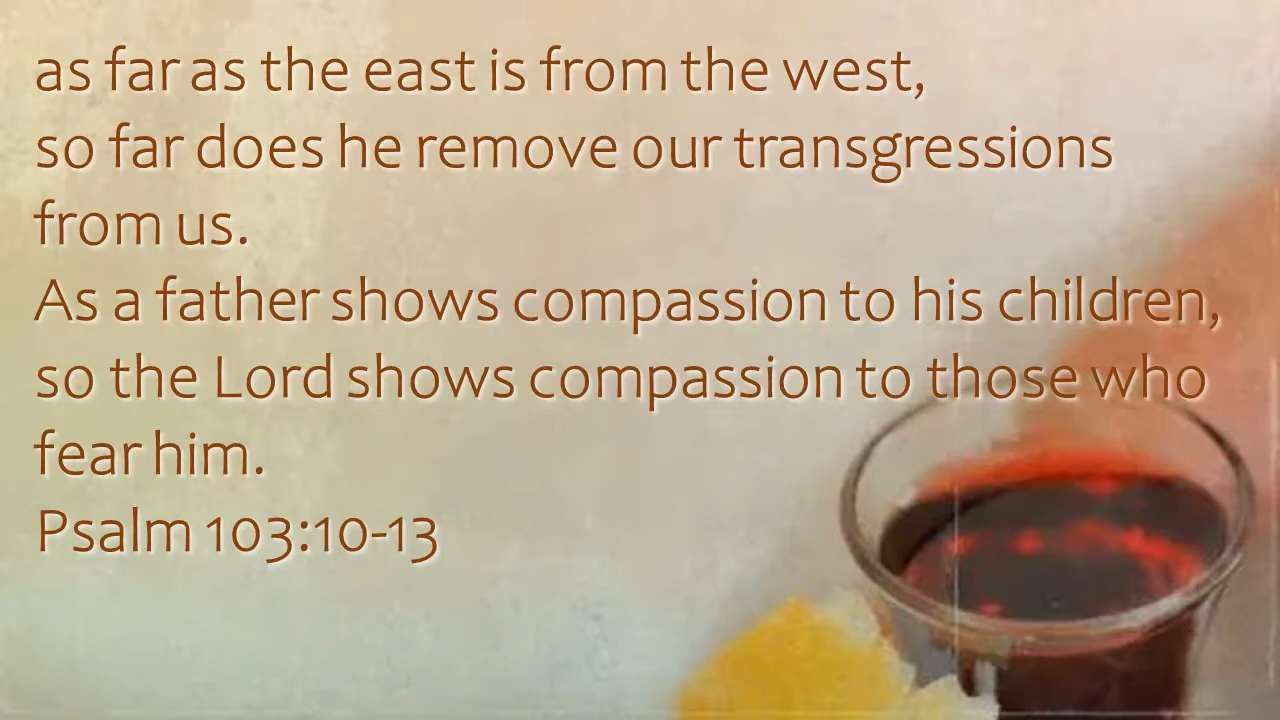 as far as the east is from the west,
so far does he remove our transgressions
from us.
As a father shows compassion to his children,
so the Lord shows compassion to those who
fear him.
Psalm 103:10-13